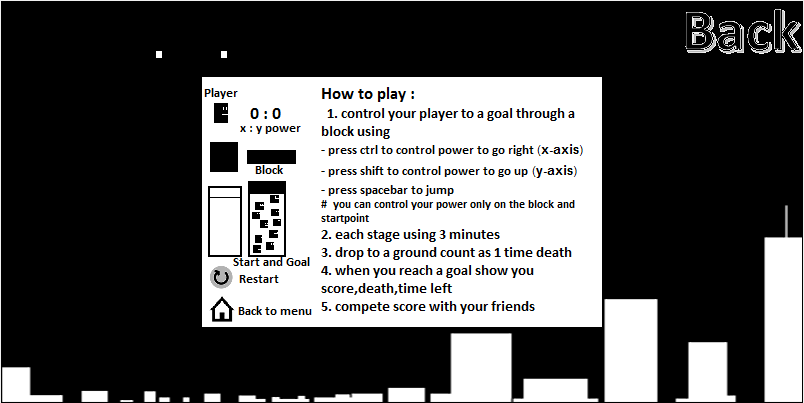 Back
Player
0 : 0
x : y power
Block
Start and Goal
Restart
Back to menu
How to play :
1. control your player to a goal through a
block using
- press ctrl to control power to go right (x-axis)
- press shift to control power to go up (y-axis)
- press spacebar to jump
# you can control your power only on the block and
startpoint
2. each stage using 3 minutes
3. drop to a ground count as 1 time death
4. when you reach a goal show you
score,death,time left
5. compete score with your friends